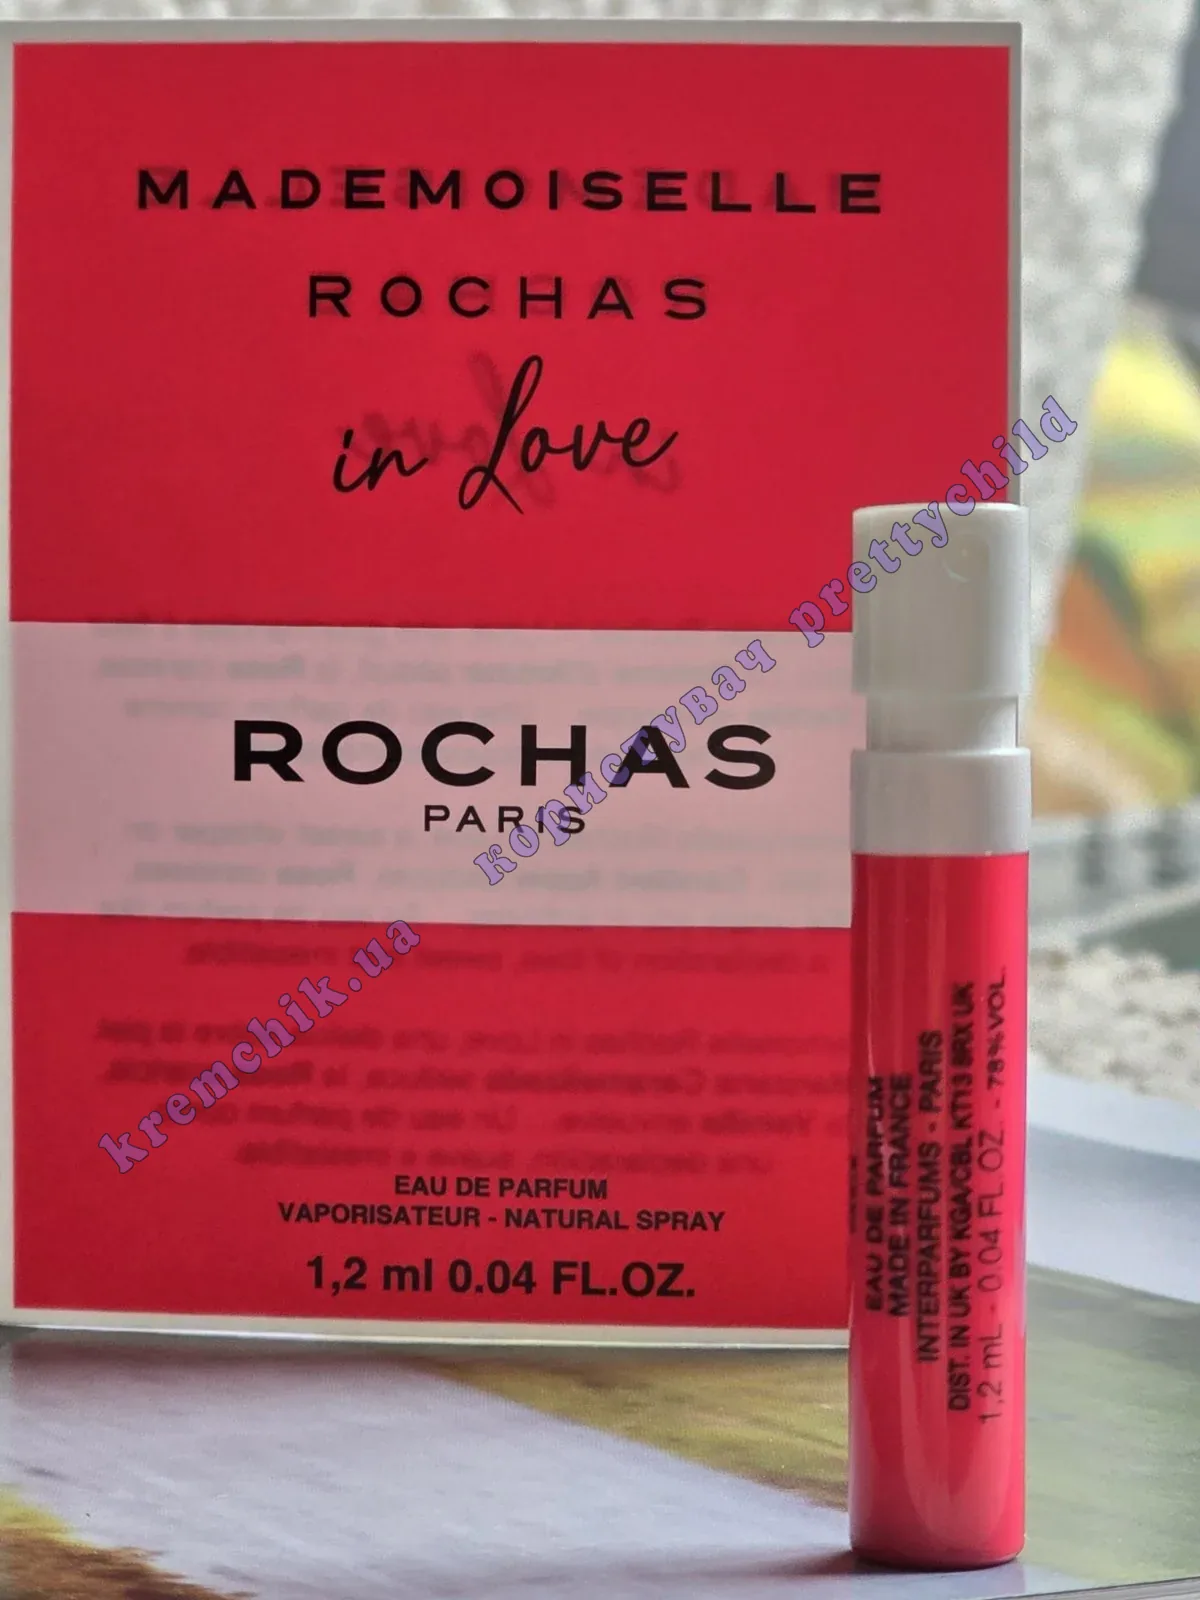 MADEMOISELLE
ROCHAS
in Love
ROCHAS
PARIS
EAU DE PARFUM
VAPORISATEUR - NATURAL SPRAY
1,2 ml 0.04 FL.OZ.
EAU DE PARFUM
MADE IN FRANCE
INTERPARFUMS - PARIS
DIST. IN UK BY KGA/CBL KT13 8RX UK
1,2 mL - 0.04 FL OZ. - 78%VOL.
kremchik.ua користувач prettychild